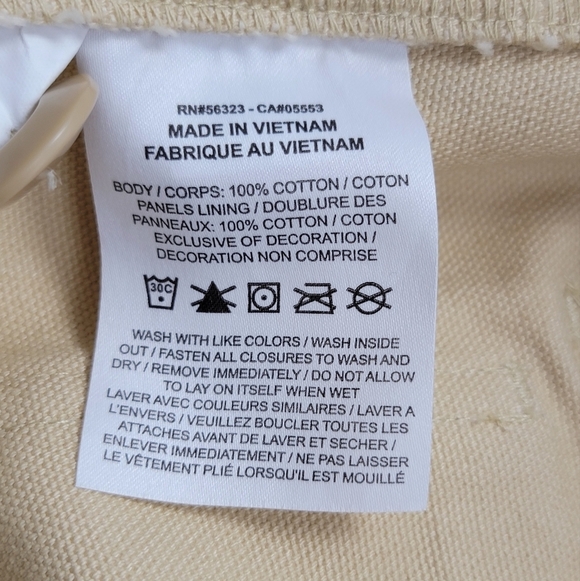 RN#56323 - CA#05553
MADE IN VIETNAM
FABRIQUE AU VIETNAM
BODY / CORPS: 100% COTTON / COTON
PANELS LINING / DOUBLURE DES
PANNEAUX: 100% COTTON / COTON
EXCLUSIVE OF DECORATION /
DECORATION NON COMPRISE
30C
WASH WITH LIKE COLORS / WASH INSIDE
OUT / FASTEN ALL CLOSURES TO WASH AND
DRY / REMOVE IMMEDIATELY / DO NOT ALLOW
TO LAY ON ITSELF WHEN WET
LAVER AVEC COULEURS SIMILAIRES / LAVER A
L'ENVERS / VEUILLEZ BOUCLER TOUTES LES
ATTACHES AVANT DE LAVER ET SECHER /
ENLEVER IMMEDIATEMENT / NE PAS LAISSER
LE VÊTEMENT PLIÉ LORSQU'IL EST MOUILLÉ